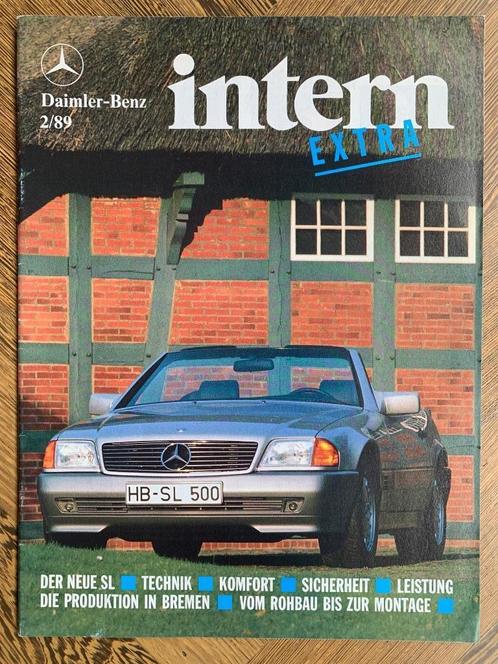 Daimler-Benz
2/89
intern
EXTRA
HB-SL 500
DER NEUE SL ■ TECHNIK ■ KOMFORT ■ SICHERHEIT ■ LEISTUNG
DIE PRODUKTION IN BREMEN ■ VOM ROHBAU BIS ZUR MONTAGE ■